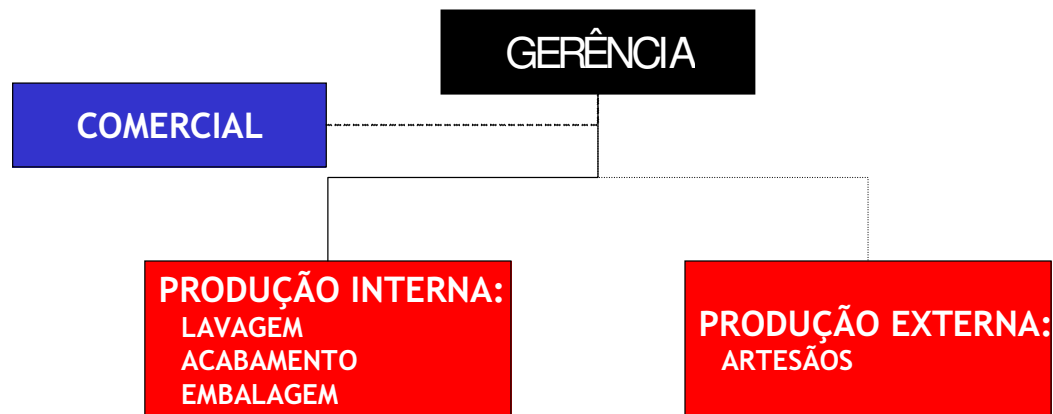 GERÊNCIA
COMERCIAL
PRODUÇÃO INTERNA:
LAVAGEM
ACABAMENTO
EMBALAGEM
PRODUÇÃO EXTERNA:
ARTESÃOS